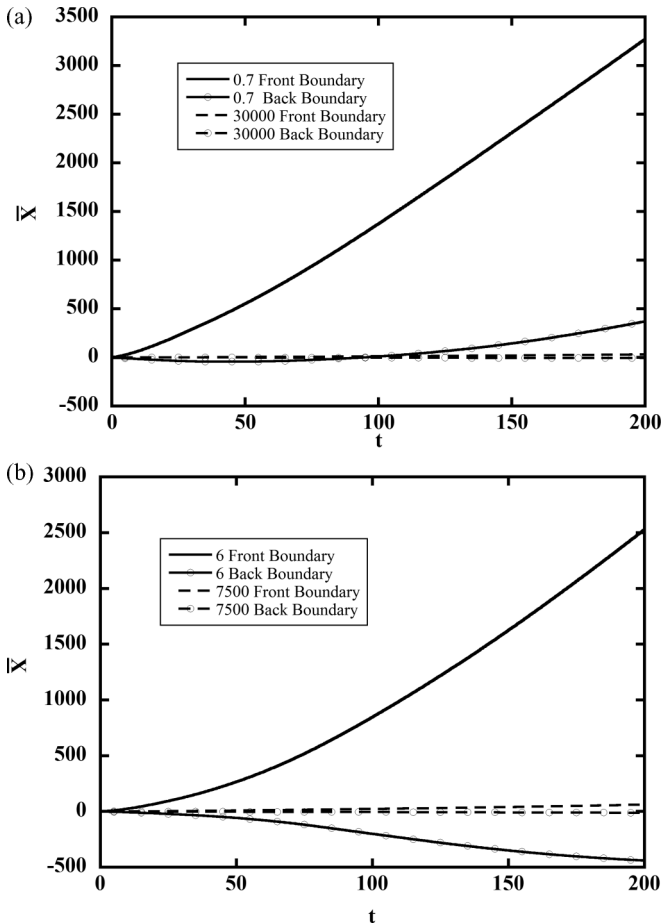 (a)
3500
3000
2500
2000
1500
1000
500
0
-500
X̅
0.7 Front Boundary
0.7 Back Boundary
30000 Front Boundary
30000 Back Boundary
0 50 100 150 200
t
(b)
3000
2500
2000
1500
1000
500
0
-500
X̅
6 Front Boundary
6 Back Boundary
7500 Front Boundary
7500 Back Boundary
0 50 100 150 200
t